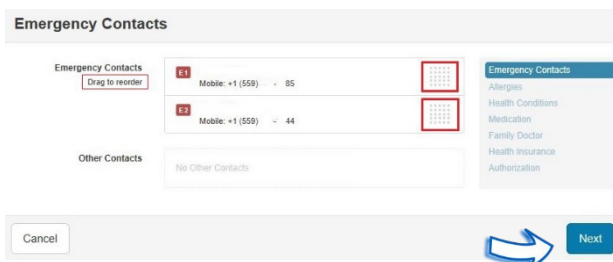 Emergency Contacts
Emergency Contacts
Drag to reorder
E1
Mobile: +1 (559) - 85
E2
Mobile: +1 (559) - 44
Other Contacts
No Other Contacts
Emergency Contacts
Allergies
Health Conditions
Medication
Family Doctor
Health Insurance
Authorization
Cancel
Next